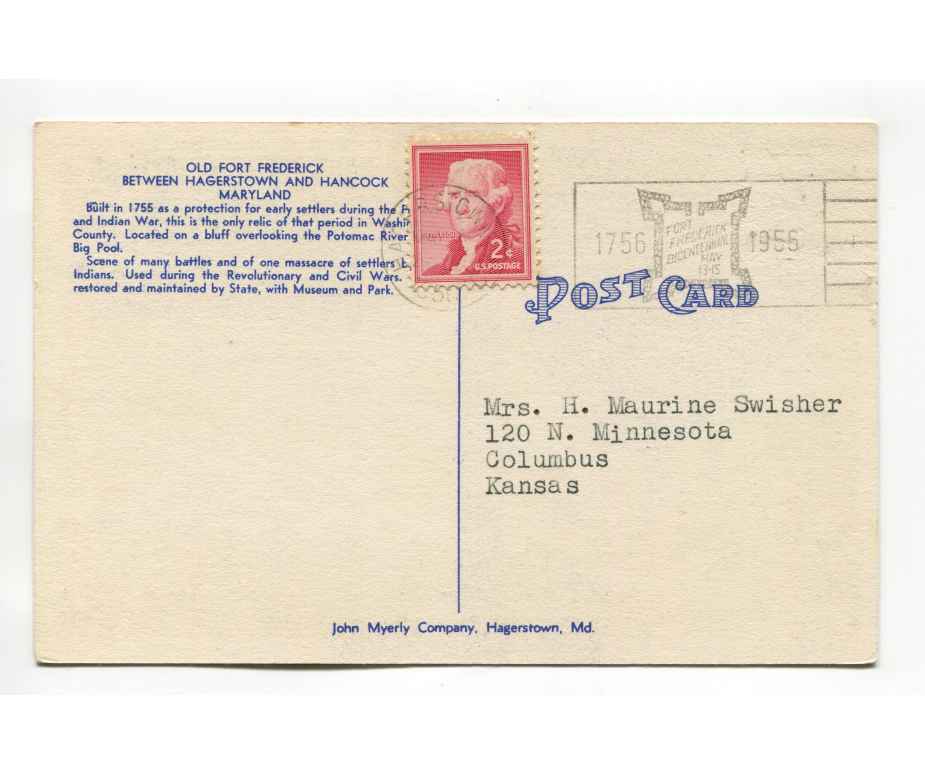 OLD FORT FREDERICK
BETWEEN HAGERSTOWN AND HANCOCK
MARYLAND
Built in 1755 as a protection for early settlers during the
and Indian War, this is the only relic of that period in Washi
County. Located on a bluff overlooking the Potomac River
Big Pool.
Scene of many battles and of one massacre of settlers b
Indians. Used during the Revolutionary and Civil Wars.
restored and maintained by State, with Museum and Park.
2¢
U.S. POSTAGE
1756
FORT
FREDERICK
BICENTENNIAL
MAY
13-15
1956
POST CARD
Mrs. H. Maurine Swisher
120 N. Minnesota
Columbus
Kansas
John Myerly Company, Hagerstown, Md.